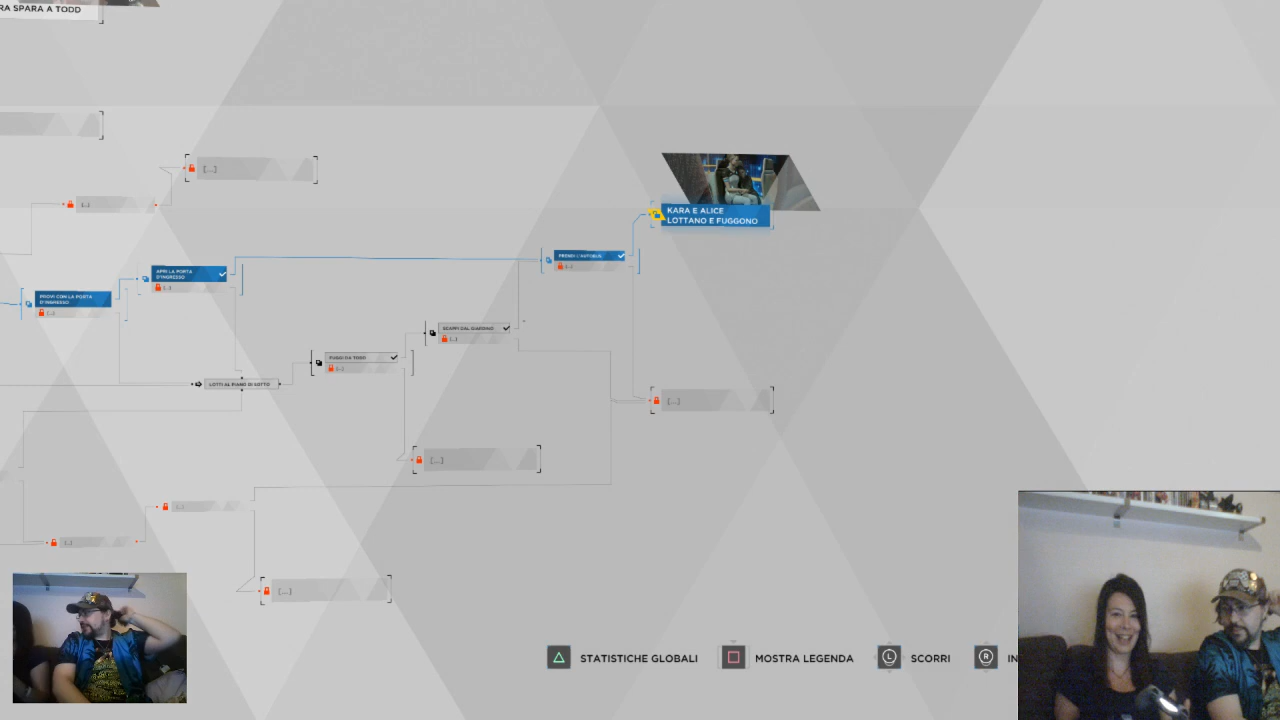 RA SPARA A TODD
[...]
[...]
KARA E ALICE
LOTTANO E FUGGONO
PRENDI L'AUTOBUS
[...]
APRI LA PORTA
D'INGRESSO
[...]
PROVI CON LA PORTA
D'INGRESSO
[...]
SCAPPI DAL GIARDINO
[...]
FUGGI DA TODD
[...]
LOTTI AL PIANO DI SOTTO
[...]
[...]
[...]
[...]
[...]
STATISTICHE GLOBALI
MOSTRA LEGENDA
L
SCORRI
R
IN